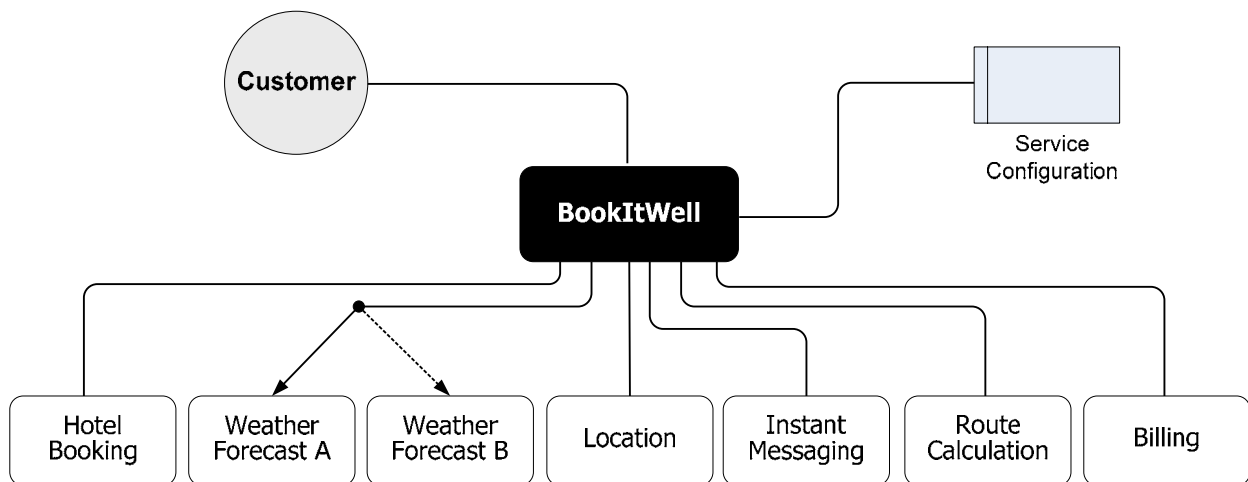 Customer
Service
Configuration
BookItWell
Hotel
Booking
Weather
Forecast A
Weather
Forecast B
Location
Instant
Messaging
Route
Calculation
Billing